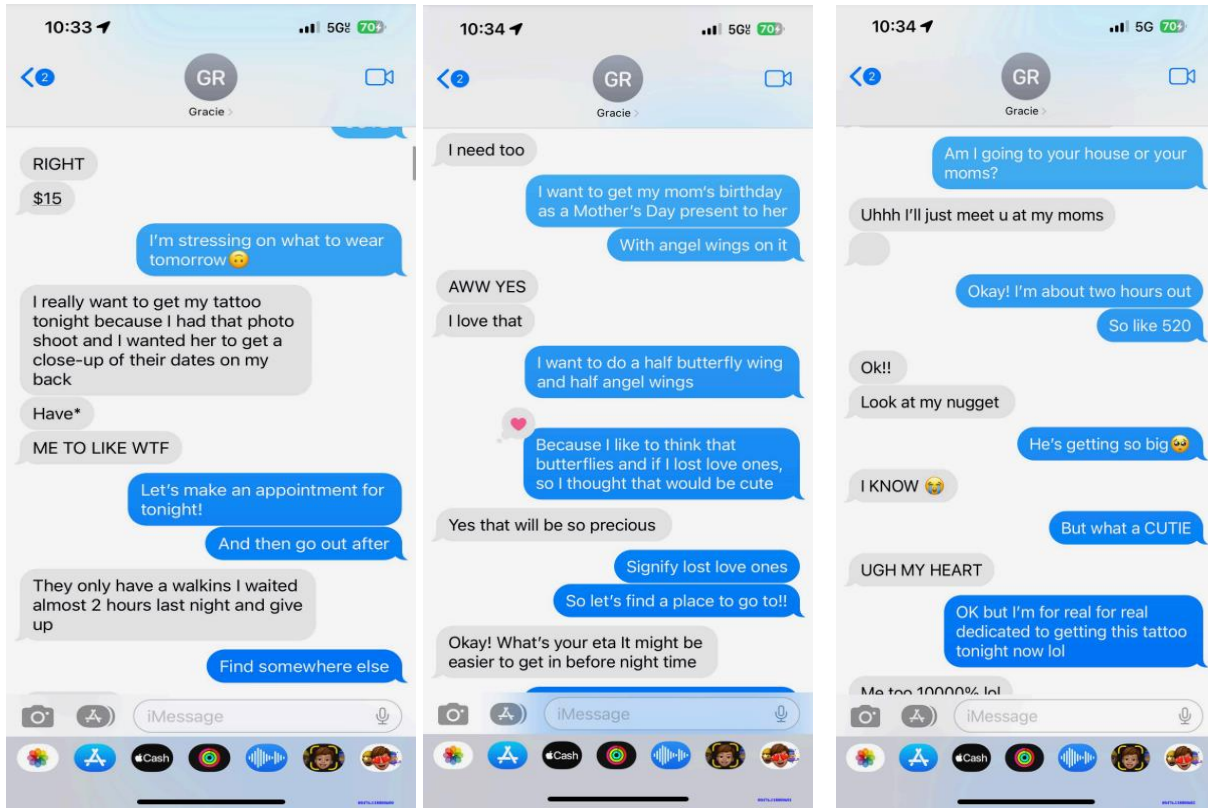 10:33
5G
70
2
GR
Gracie
RIGHT
$15
I'm stressing on what to wear
tomorrow🙃
I really want to get my tattoo
tonight because I had that photo
shoot and I wanted her to get a
close-up of their dates on my
back
Have*
ME TO LIKE WTF
Let's make an appointment for
tonight!
And then go out after
They only have a walkins I waited
almost 2 hours last night and give
up
Find somewhere else
iMessage
Cash
10:34
5G
70
2
GR
Gracie
I need too
I want to get my mom's birthday
as a Mother's Day present to her
With angel wings on it
AWW YES
I love that
I want to do a half butterfly wing
and half angel wings
Because I like to think that
butterflies and if I lost love ones,
so I thought that would be cute
Yes that will be so precious
Signify lost love ones
So let's find a place to go to!!
Okay! What's your eta It might be
easier to get in before night time
iMessage
Cash
10:34
5G
70
2
GR
Gracie
Am I going to your house or your
moms?
Uhhh I'll just meet u at my moms
Okay! I'm about two hours out
So like 520
Ok!!
Look at my nugget
He's getting so big🥺
I KNOW 😭
But what a CUTIE
UGH MY HEART
OK but I'm for real for real
dedicated to getting this tattoo
tonight now lol
Me too 10000% lol
iMessage
Cash